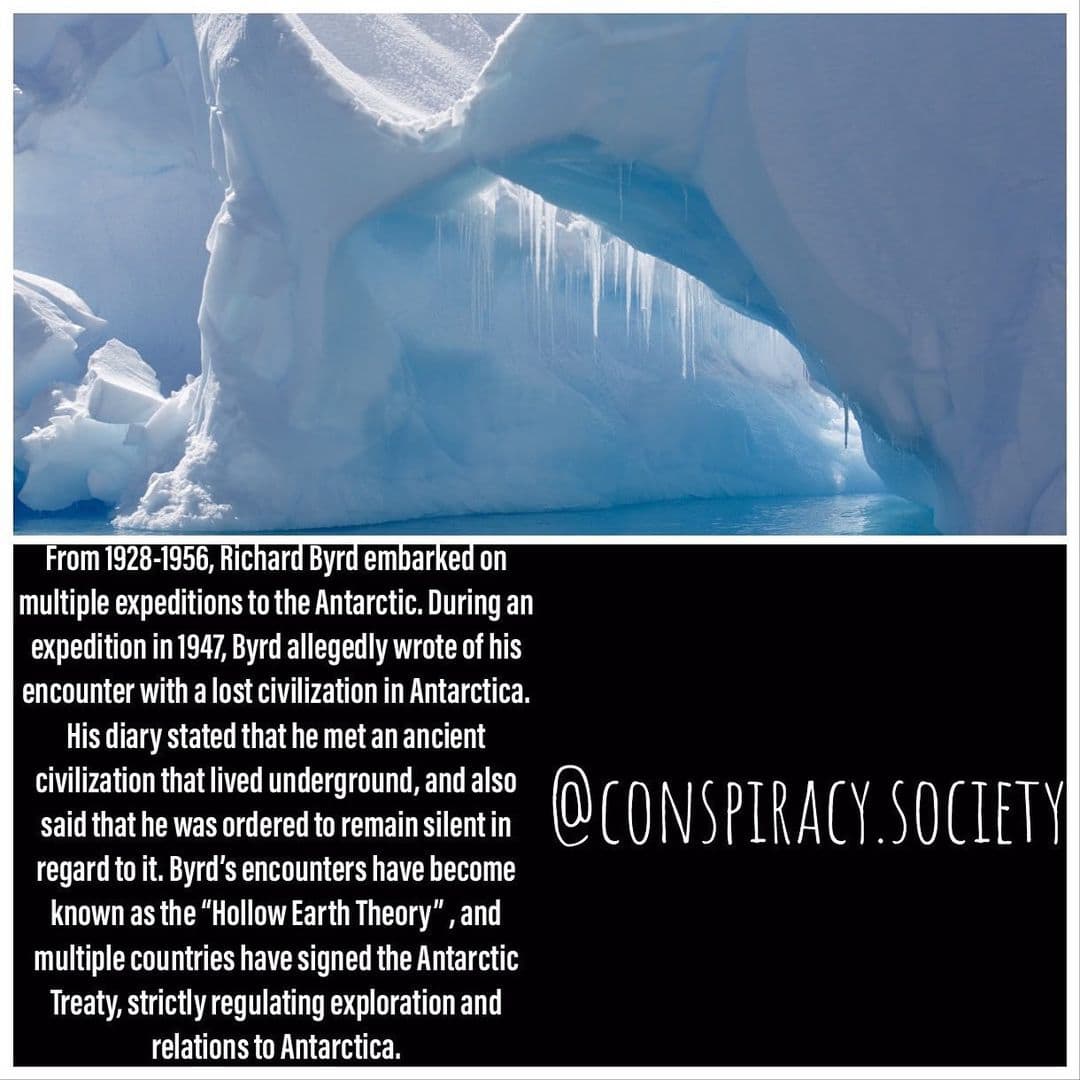 From 1928-1956, Richard Byrd embarked on
multiple expeditions to the Antarctic. During an
expedition in 1947, Byrd allegedly wrote of his
encounter with a lost civilization in Antarctica.
His diary stated that he met an ancient
civilization that lived underground, and also
said that he was ordered to remain silent in
regard to it. Byrd's encounters have become
known as the “Hollow Earth Theory” , and
multiple countries have signed the Antarctic
Treaty, strictly regulating exploration and
relations to Antarctica.
@CONSPIRACY.SOCIETY